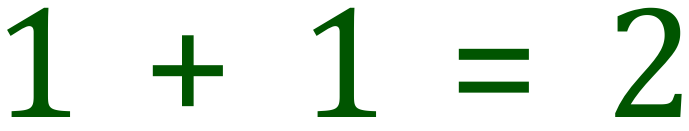 1 + 1 = 2